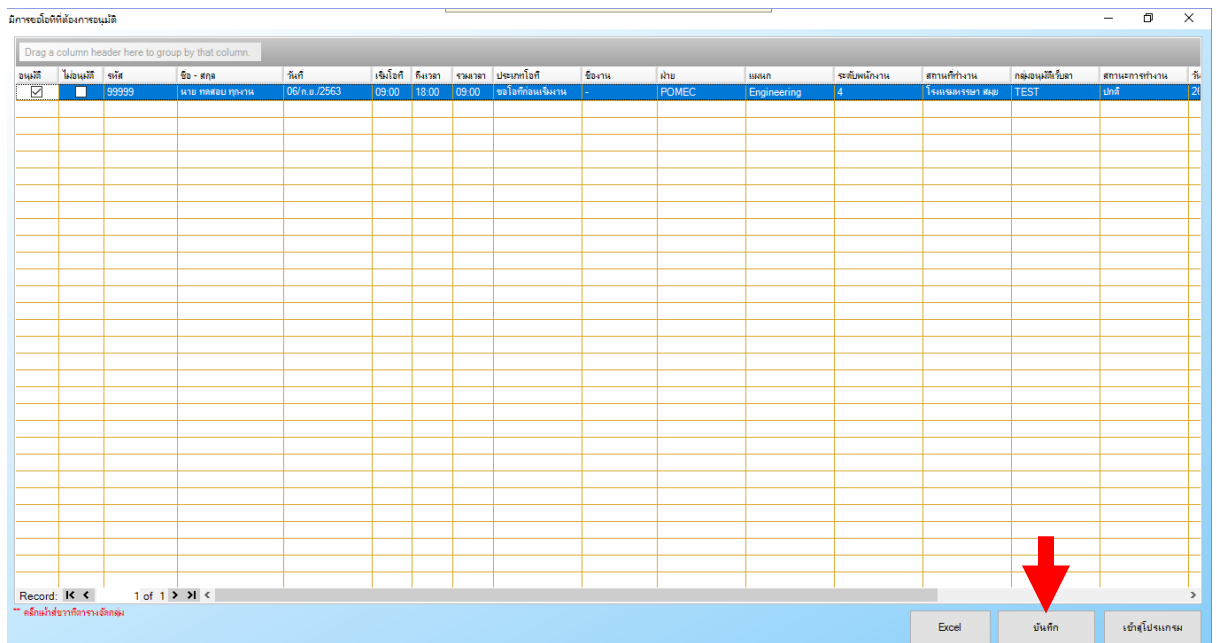 มีการขอโอทีที่ต้องการอนุมัติ
Drag a column header here to group by that column.
อนุมัติ ไม่อนุมัติ รหัส ชื่อ - สกุล วันที่ เริ่มโอที ถึงเวลา รวมเวลา ประเภทโอที ชื่องาน ฝ่าย แผนก ระดับพนักงาน สถานที่ทำงาน กลุ่มอนุมัติเร็บตา สถานะการทำงาน วัน
99999 นาย ทดสอบ ทุกงาน 06/ก.ย./2563 09:00 18:00 09:00 ขอโอทีก่อนเริ่มงาน - POMEC Engineering 4 TEST ปกติ 26
Record: 1 of 1
** คลิกเม้าส์ขวาที่ตารางจัดกลุ่ม
Excel บันทึก เข้าสู่โปรแกรม